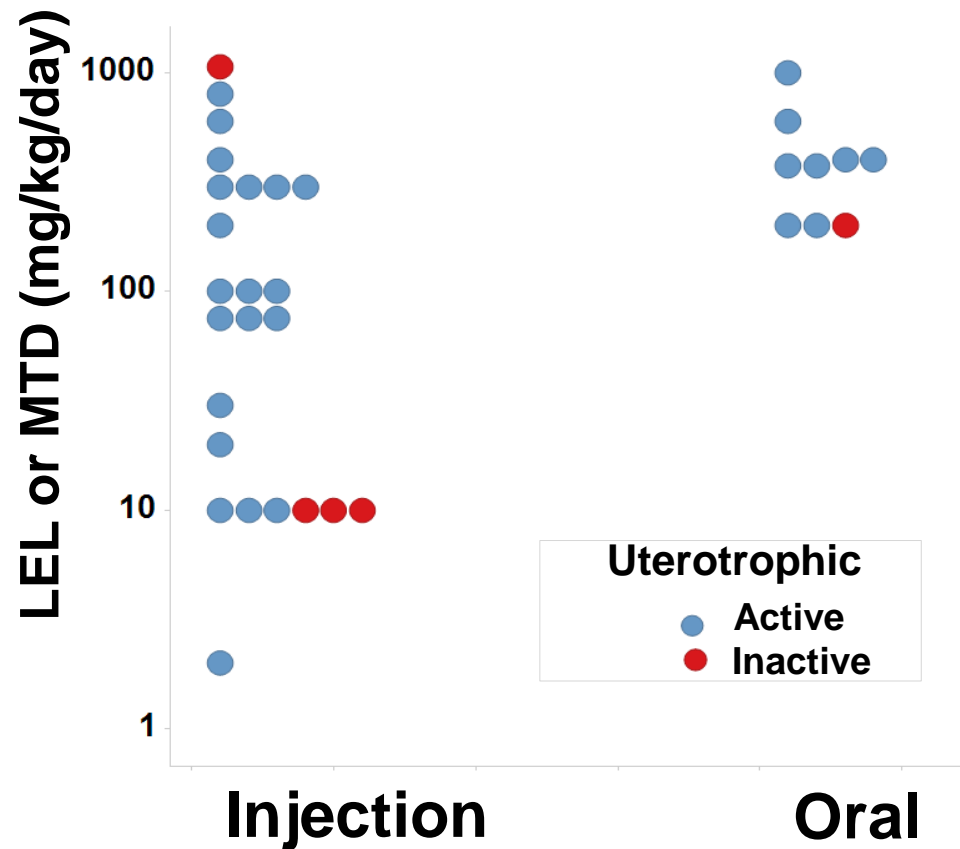 LEL or MTD (mg/kg/day)
1000
100
10
1
Uterotrophic
Active
Inactive
Injection
Oral